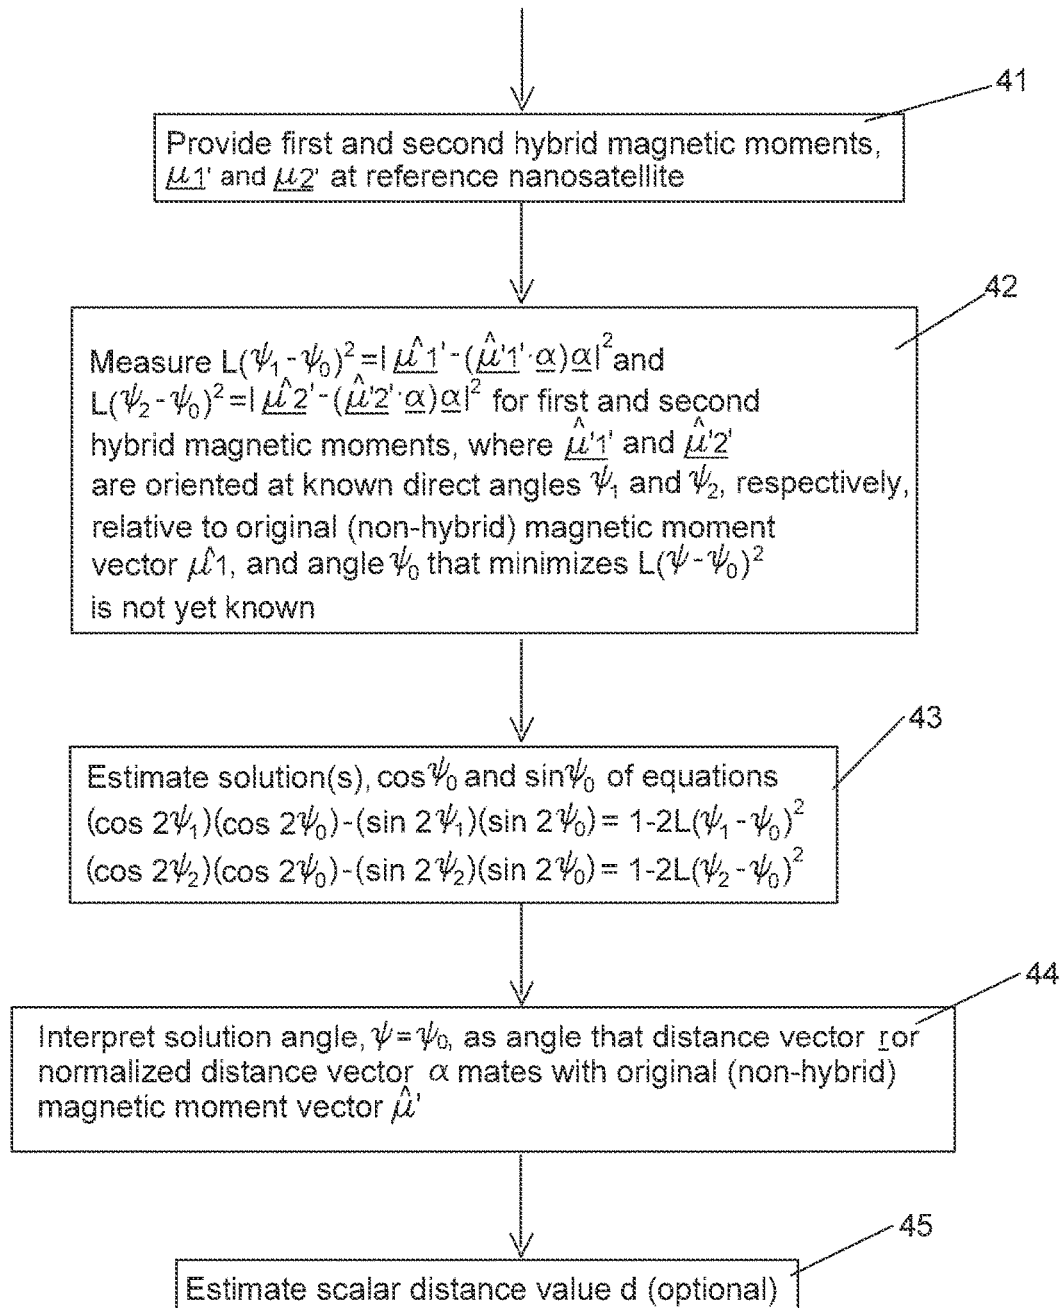 41
Provide first and second hybrid magnetic moments,
μ1' and μ2' at reference nanosatellite
42
Measure L(ψ₁-ψ₀)²=|μ̂1'-(μ̂'1'·α)α|² and
L(ψ₂-ψ₀)²=|μ̂2'-(μ̂'2'·α)α|² for first and second
hybrid magnetic moments, where μ̂'1' and μ̂'2'
are oriented at known direct angles ψ₁ and ψ₂, respectively,
relative to original (non-hybrid) magnetic moment
vector μ̂1, and angle ψ₀ that minimizes L(ψ-ψ₀)²
is not yet known
43
Estimate solution(s), cosψ₀ and sinψ₀ of equations
(cos 2ψ₁)(cos 2ψ₀)-(sin 2ψ₁)(sin 2ψ₀)= 1-2L(ψ₁-ψ₀)²
(cos 2ψ₂)(cos 2ψ₀)-(sin 2ψ₂)(sin 2ψ₀)= 1-2L(ψ₂-ψ₀)²
44
Interpret solution angle, ψ=ψ₀, as angle that distance vector r or
normalized distance vector α mates with original (non-hybrid)
magnetic moment vector μ̂'
45
Estimate scalar distance value d (optional)